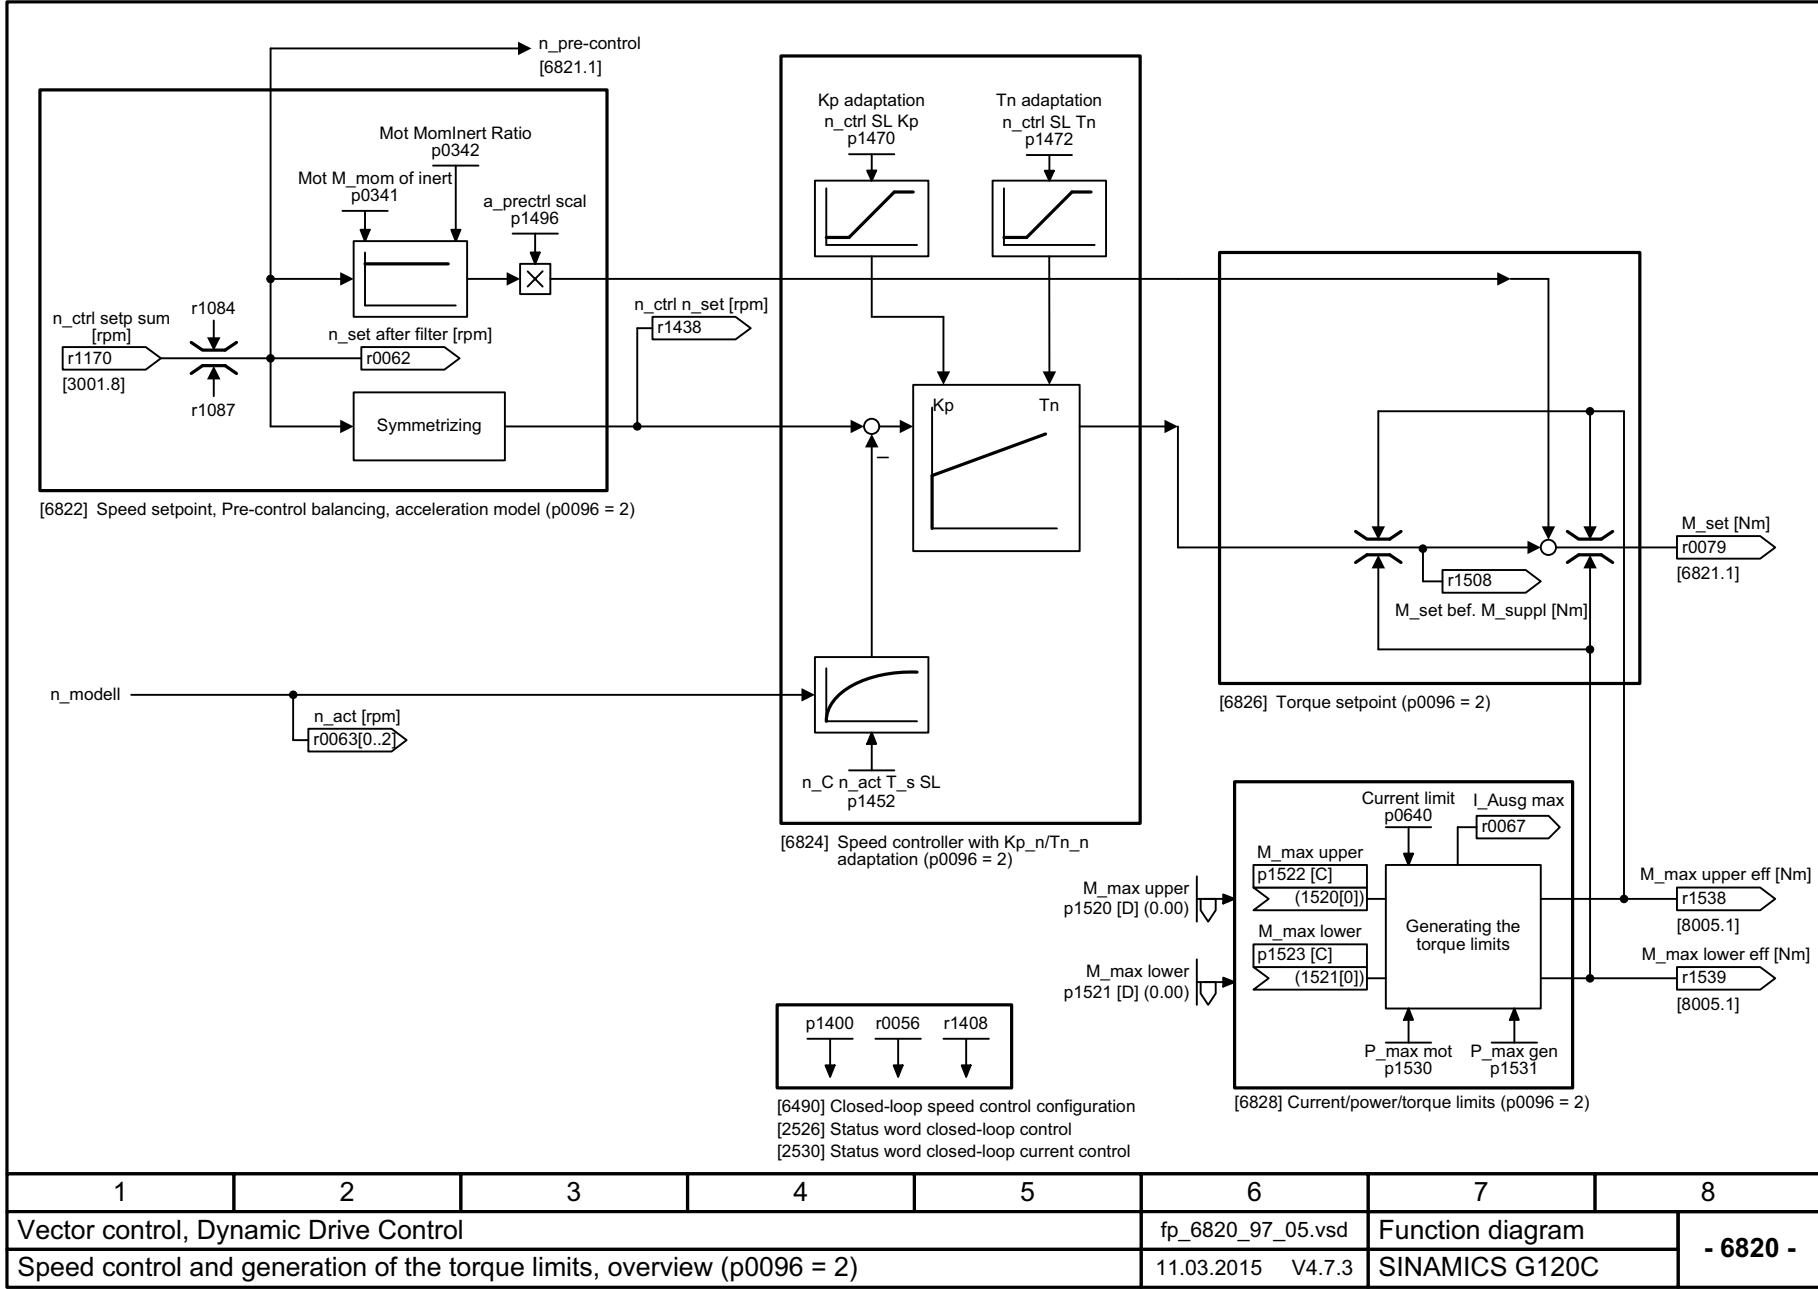 n_pre-control
[6821.1]
Mot MomInert Ratio
p0342
Mot M_mom of inert
p0341
a_prectrl scal
p1496
n_ctrl setp sum
[rpm]
r1170
[3001.8]
r1084
r1087
n_set after filter [rpm]
r0062
Symmetrizing
[6822] Speed setpoint, Pre-control balancing, acceleration model (p0096 = 2)
n_ctrl n_set [rpm]
r1438
Kp adaptation
n_ctrl SL Kp
p1470
Tn adaptation
n_ctrl SL Tn
p1472
Kp
Tn
–
n_modell
n_act [rpm]
r0063[0..2]
n_C n_act T_s SL
p1452
[6824] Speed controller with Kp_n/Tn_n
adaptation (p0096 = 2)
r1508
M_set bef. M_suppl [Nm]
M_set [Nm]
r0079
[6821.1]
[6826] Torque setpoint (p0096 = 2)
Current limit
p0640
I_Ausg max
r0067
M_max upper
p1520 [D] (0.00)
M_max upper
p1522 [C]
(1520[0])
M_max lower
p1521 [D] (0.00)
M_max lower
p1523 [C]
(1521[0])
Generating the
torque limits
P_max mot
p1530
P_max gen
p1531
[6828] Current/power/torque limits (p0096 = 2)
M_max upper eff [Nm]
r1538
[8005.1]
M_max lower eff [Nm]
r1539
[8005.1]
p1400 r0056 r1408
[6490] Closed-loop speed control configuration
[2526] Status word closed-loop control
[2530] Status word closed-loop current control
1 2 3 4 5 6 7 8
Vector control, Dynamic Drive Control
fp_6820_97_05.vsd
Function diagram
- 6820 -
Speed control and generation of the torque limits, overview (p0096 = 2)
11.03.2015 V4.7.3
SINAMICS G120C